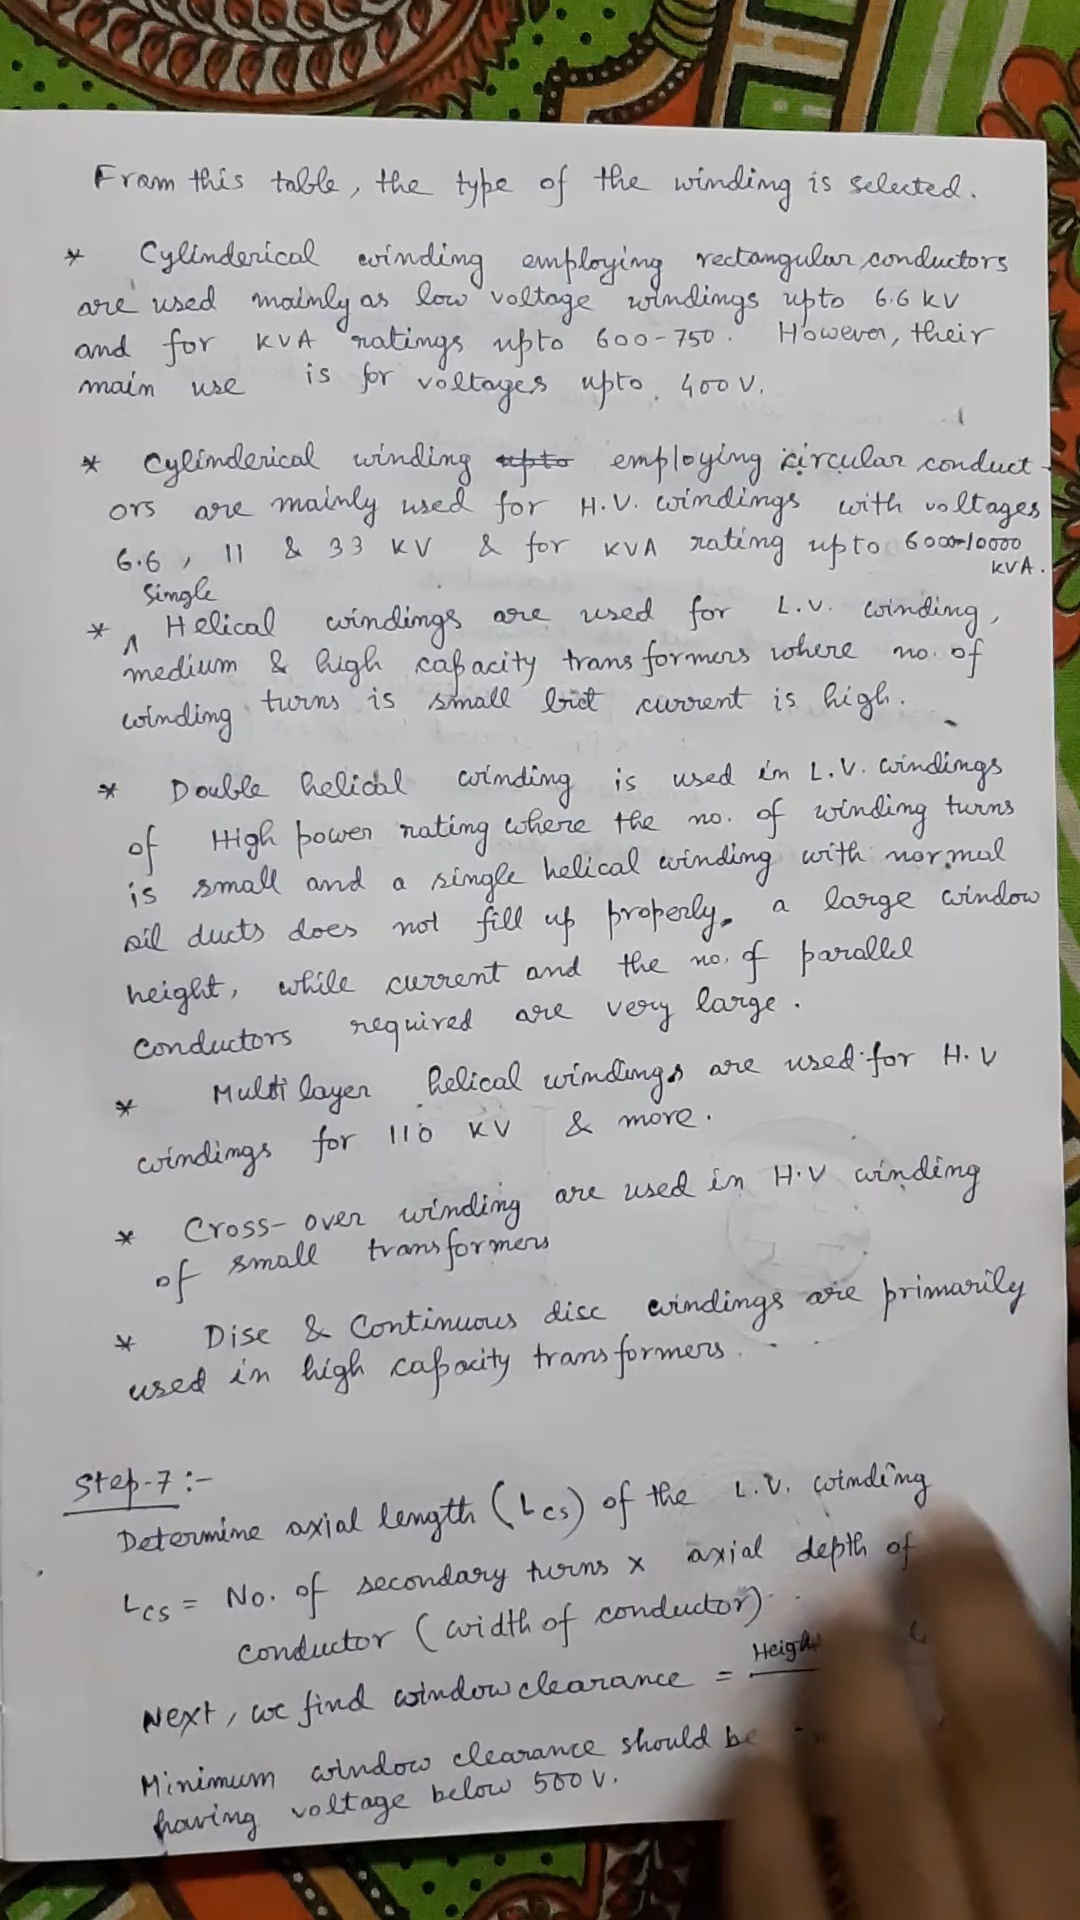 From this table, the type of the winding is selected.
* Cylinderical winding employing rectangular conductors
are used mainly as low voltage windings upto 6.6 KV
and for KVA ratings upto 600-750. However, their
main use is for voltages upto 400 V.
* Cylinderical winding upto employing circular conduct-
ors are mainly used for H.V. windings with voltages
6.6, 11 & 33 KV & for KVA rating upto 6000-10000
KVA.
Single
* ^ Helical windings are used for L.V. winding,
medium & high capacity transformers where no. of
winding turns is small but current is high.
* Double helical winding is used in L.V. windings
of High power rating where the no. of winding turns
is small and a single helical winding with normal
oil ducts does not fill up properly. a large window
height, while current and the no. of parallel
conductors required are very large.
* Multi layer helical windings are used for H.V
windings for 110 KV & more.
* Cross-over winding are used in H.V winding
of small transformers
* Disc & Continuous disc windings are primarily
used in high capacity transformers.
Step-7:-
Determine axial length (Lcs) of the L.V. winding
Lcs = No. of secondary turns x axial depth of
conductor (width of conductor)
Next, we find window clearance =
Minimum window clearance should be
having voltage below 500 V.